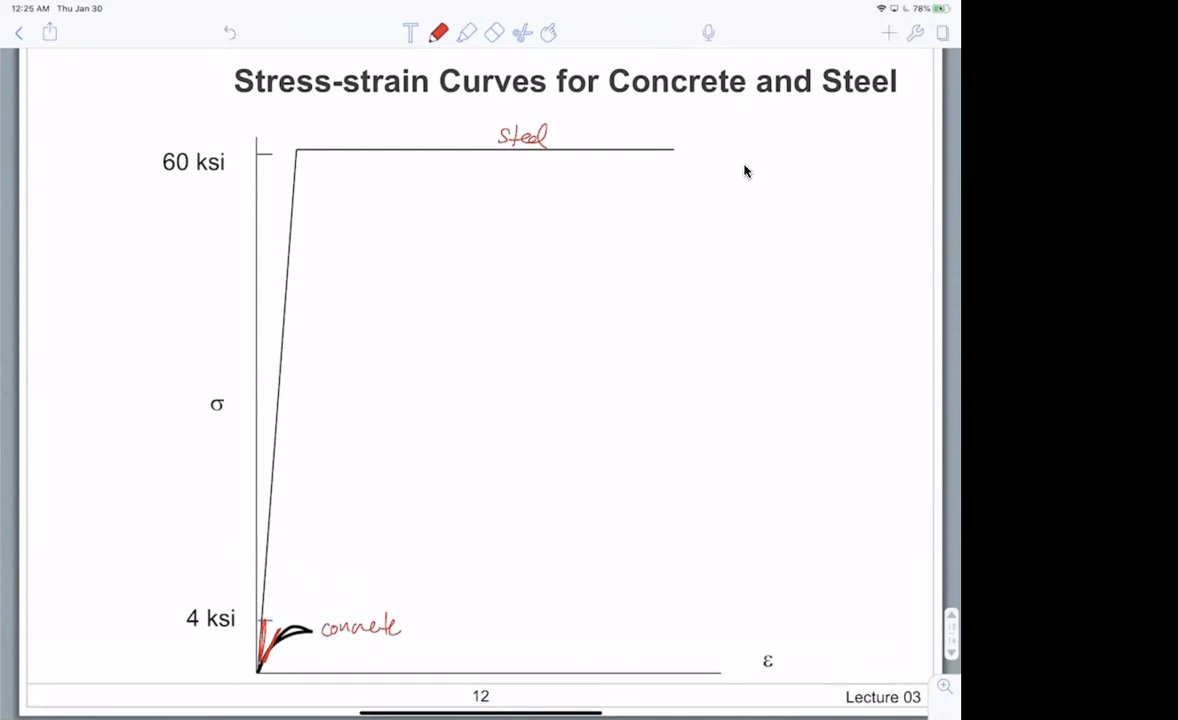 12:25 AM Thu Jan 30
78%
T
Stress-strain Curves for Concrete and Steel
steel
60 ksi
σ
4 ksi
concrete
ε
12
Lecture 03